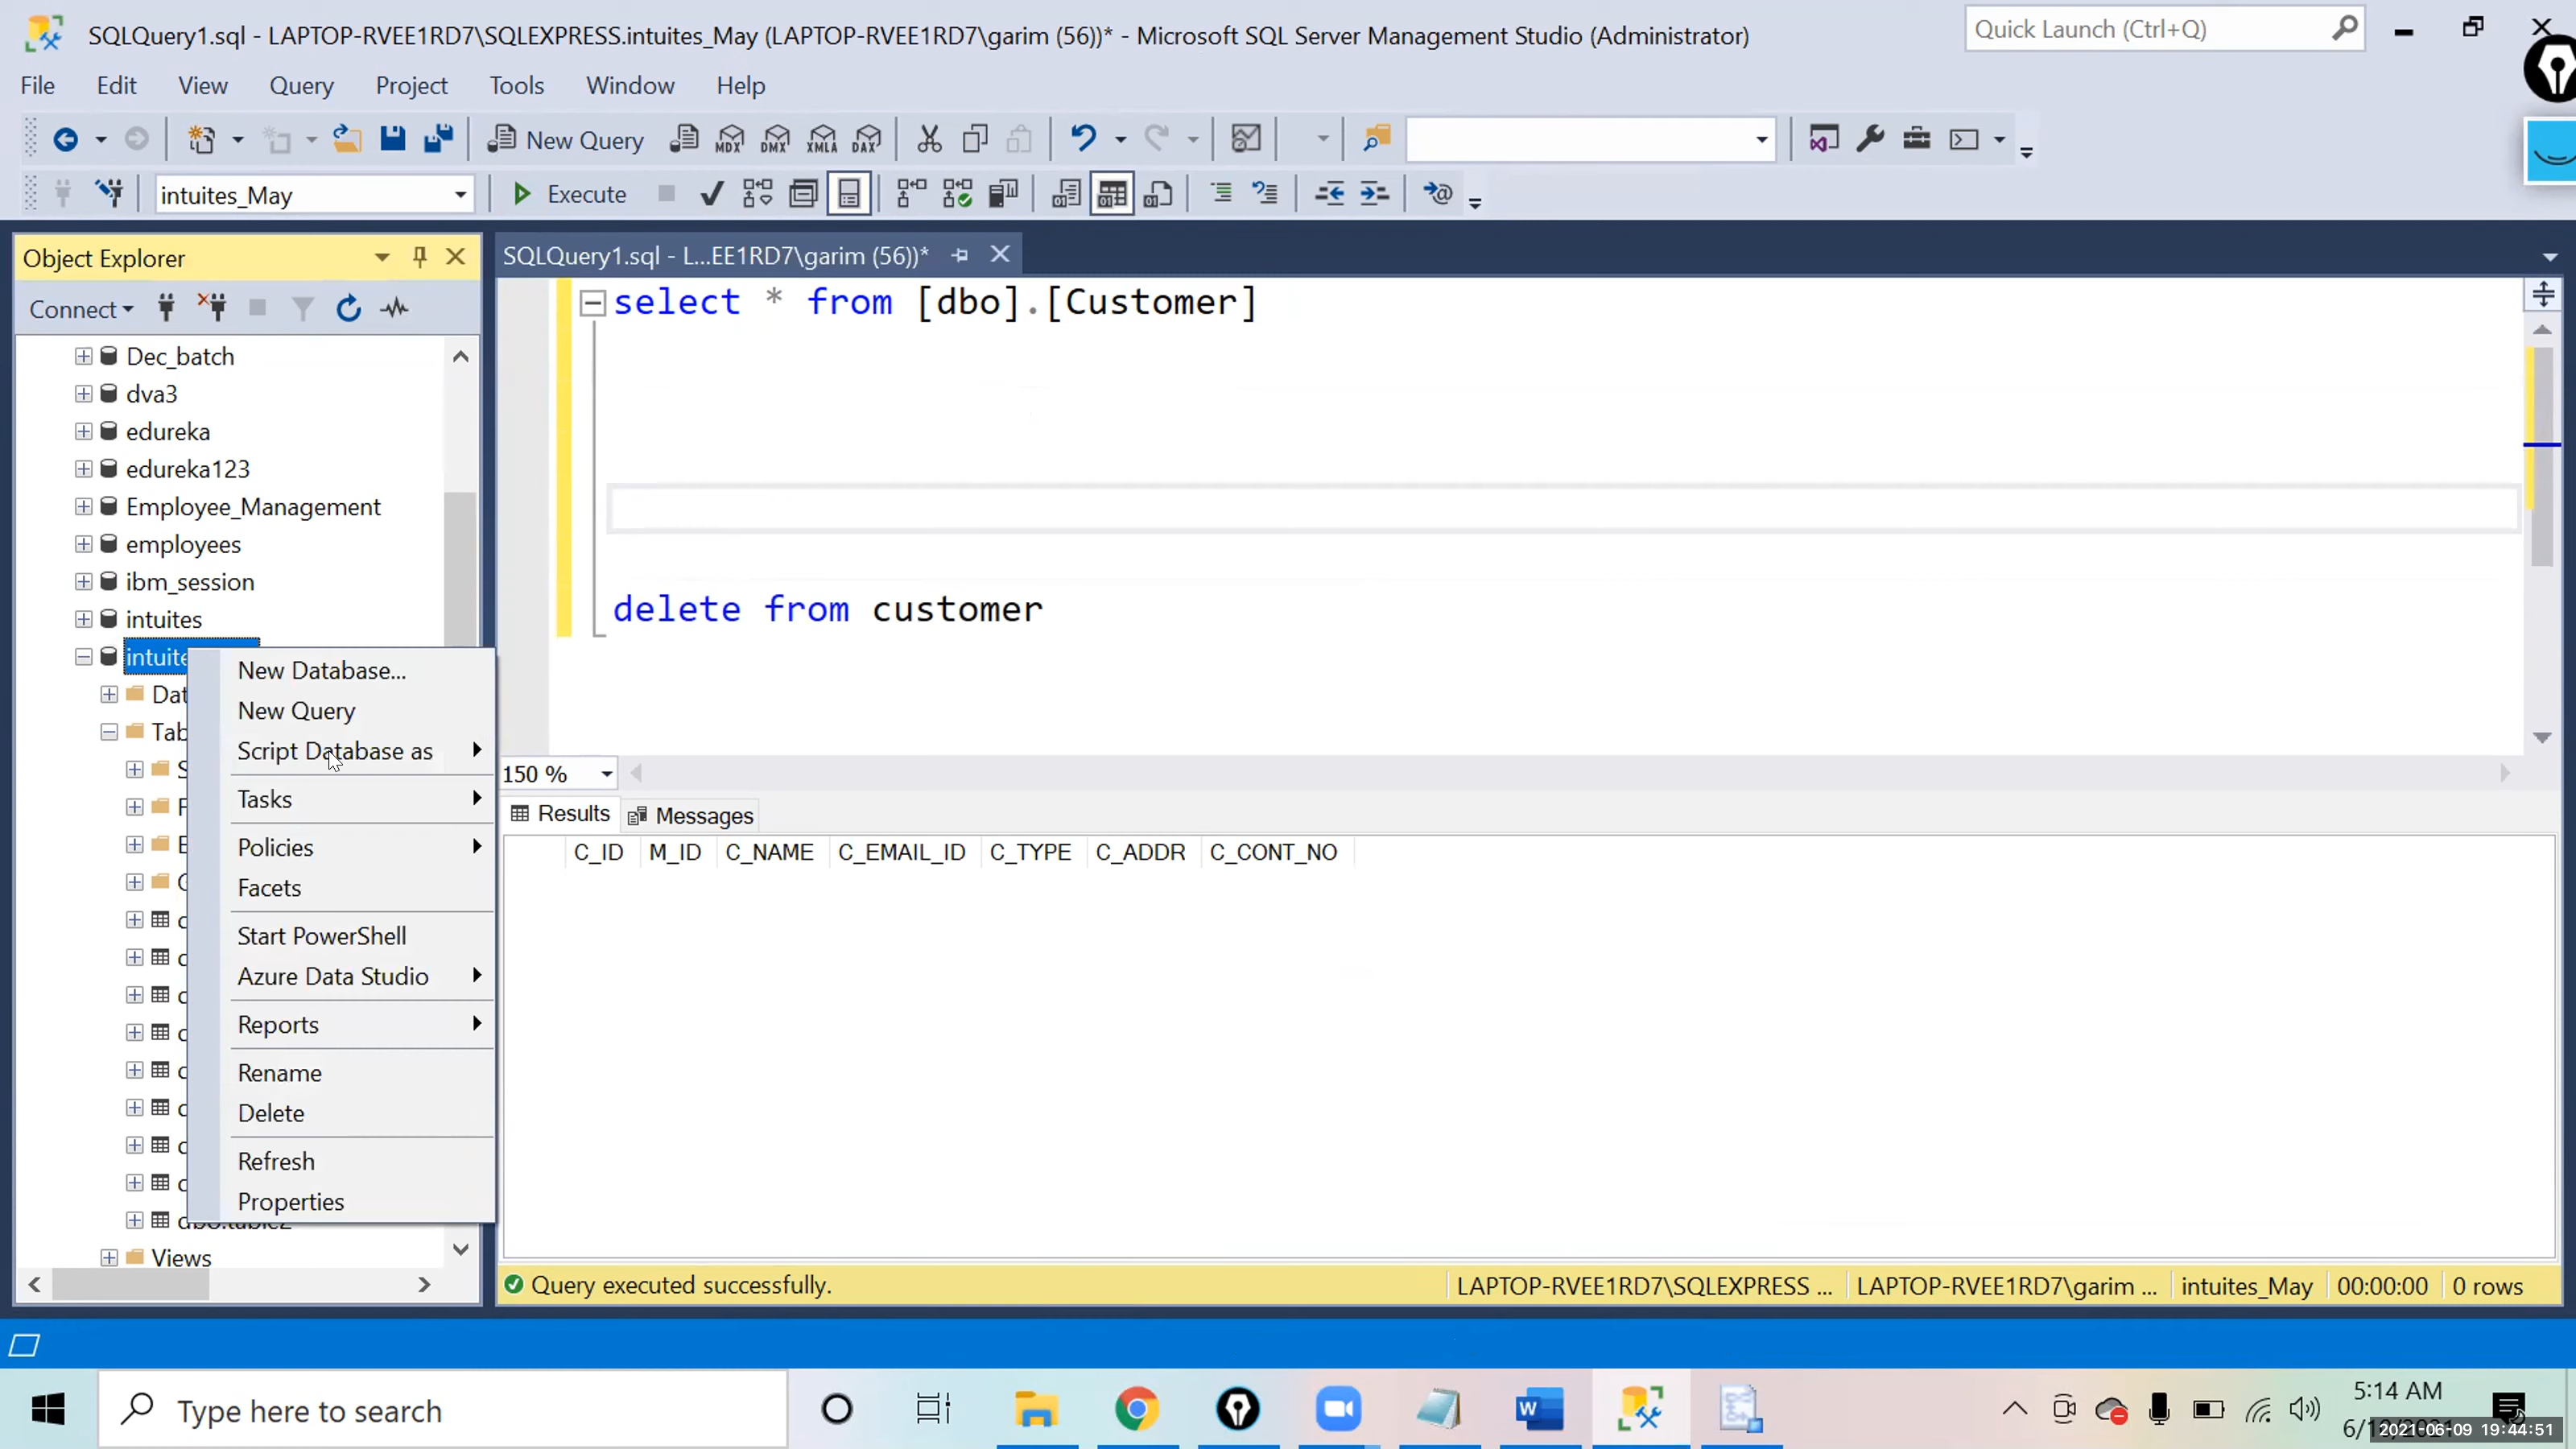 SQLQuery1.sql - LAPTOP-RVEE1RD7\SQLEXPRESS.intuites_May (LAPTOP-RVEE1RD7\garim (56))* - Microsoft SQL Server Management Studio (Administrator)
Quick Launch (Ctrl+Q)
File Edit View Query Project Tools Window Help
New Query MDX DMX XMLA DAX
intuites_May Execute
Object Explorer
SQLQuery1.sql - L...EE1RD7\garim (56))*
Connect
Dec_batch
dva3
edureka
edureka123
Employee_Management
employees
ibm_session
intuites
New Database...
New Query
Script Database as
Tasks
Policies
Facets
Start PowerShell
Azure Data Studio
Reports
Rename
Delete
Refresh
Properties
Views
select * from [dbo].[Customer]
delete from customer
150 %
Results Messages
C_ID M_ID C_NAME C_EMAIL_ID C_TYPE C_ADDR C_CONT_NO
Query executed successfully.
LAPTOP-RVEE1RD7\SQLEXPRESS ... LAPTOP-RVEE1RD7\garim ... intuites_May 00:00:00 0 rows
Type here to search
5:14 AM
2021-06-09 19:44:51